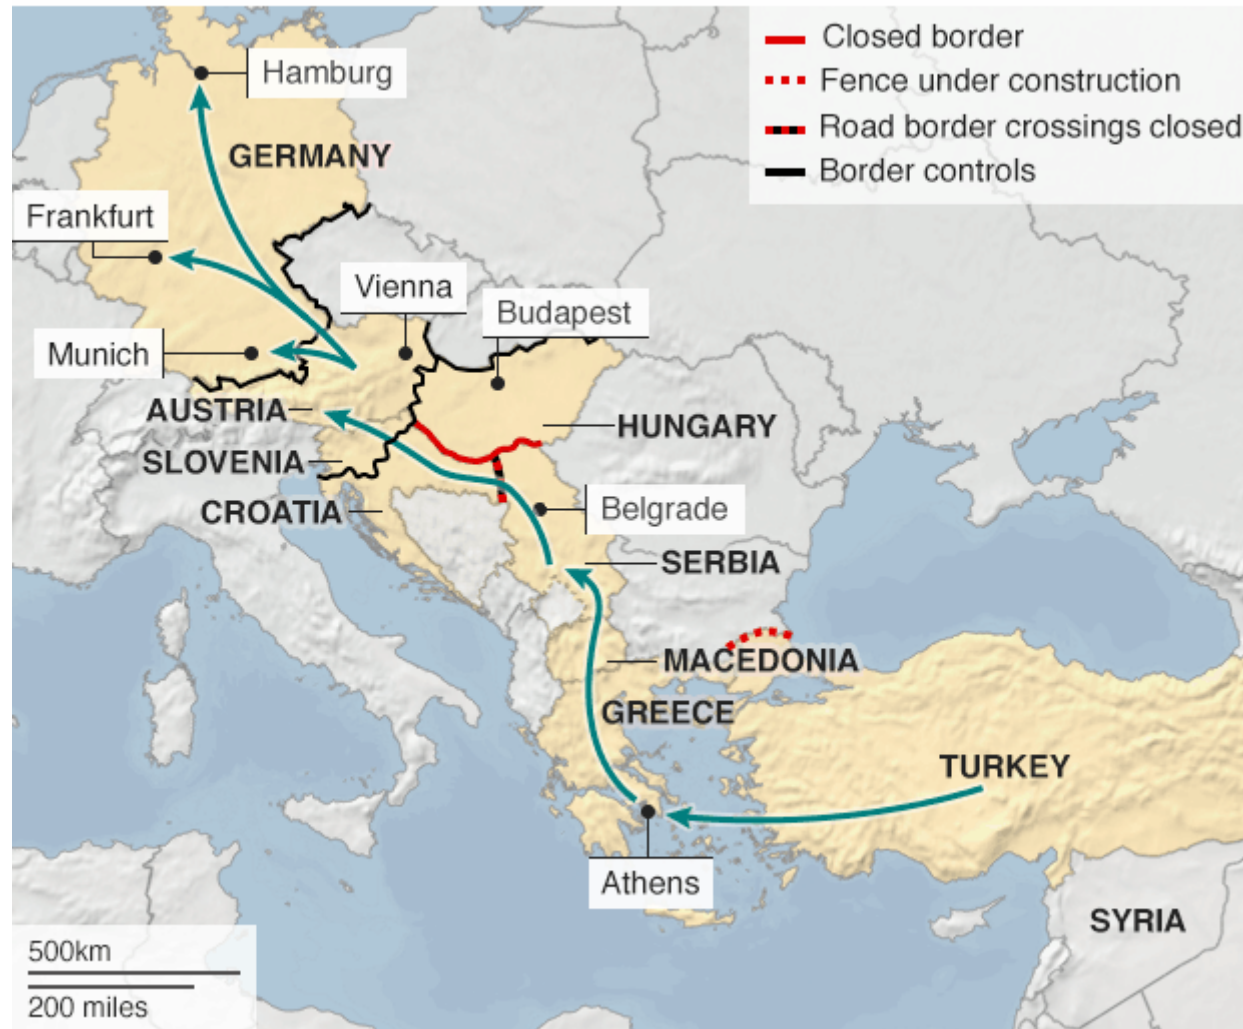 Closed border
Fence under construction
Road border crossings closed
Border controls
Hamburg
GERMANY
Frankfurt
Vienna
Budapest
Munich
AUSTRIA
HUNGARY
SLOVENIA
CROATIA
Belgrade
SERBIA
MACEDONIA
GREECE
TURKEY
Athens
SYRIA
500km
200 miles